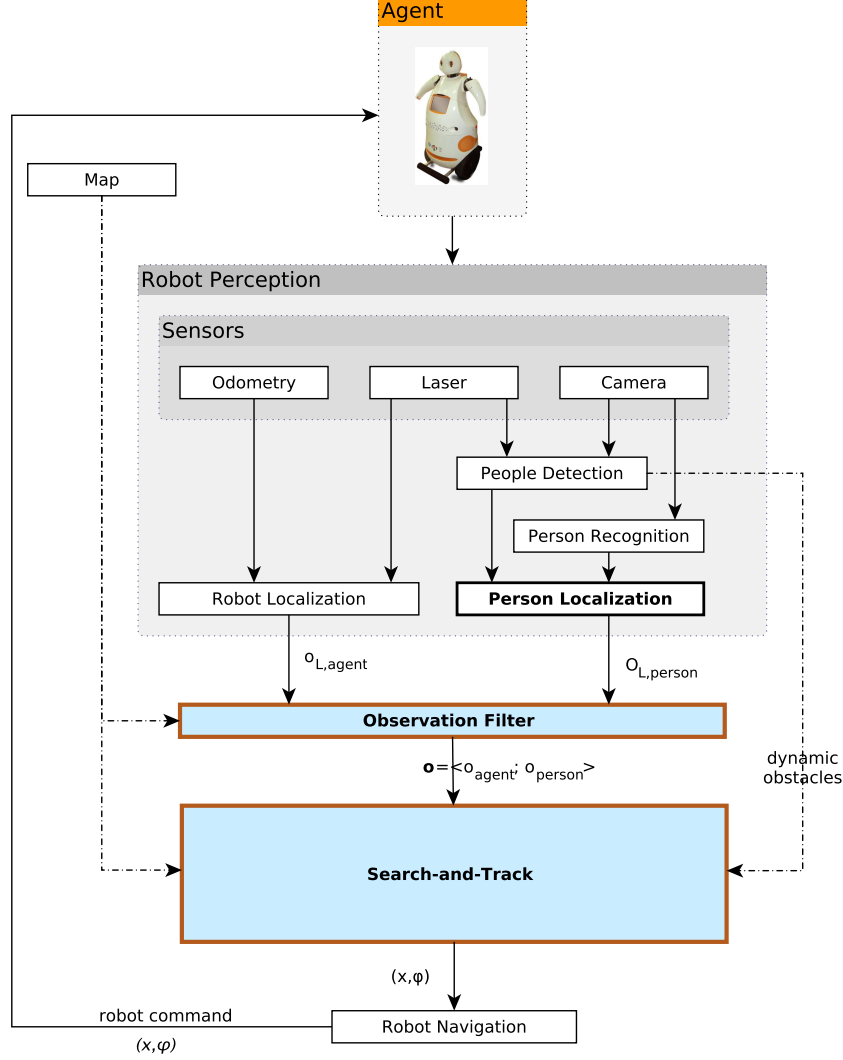 Agent
Map
Robot Perception
Sensors
Odometry
Laser
Camera
People Detection
Person Recognition
Robot Localization
Person Localization
oL,agent
OL,person
Observation Filter
o=<oagent; operson>
dynamic
obstacles
Search-and-Track
(x,φ)
robot command
Robot Navigation
(x,φ)